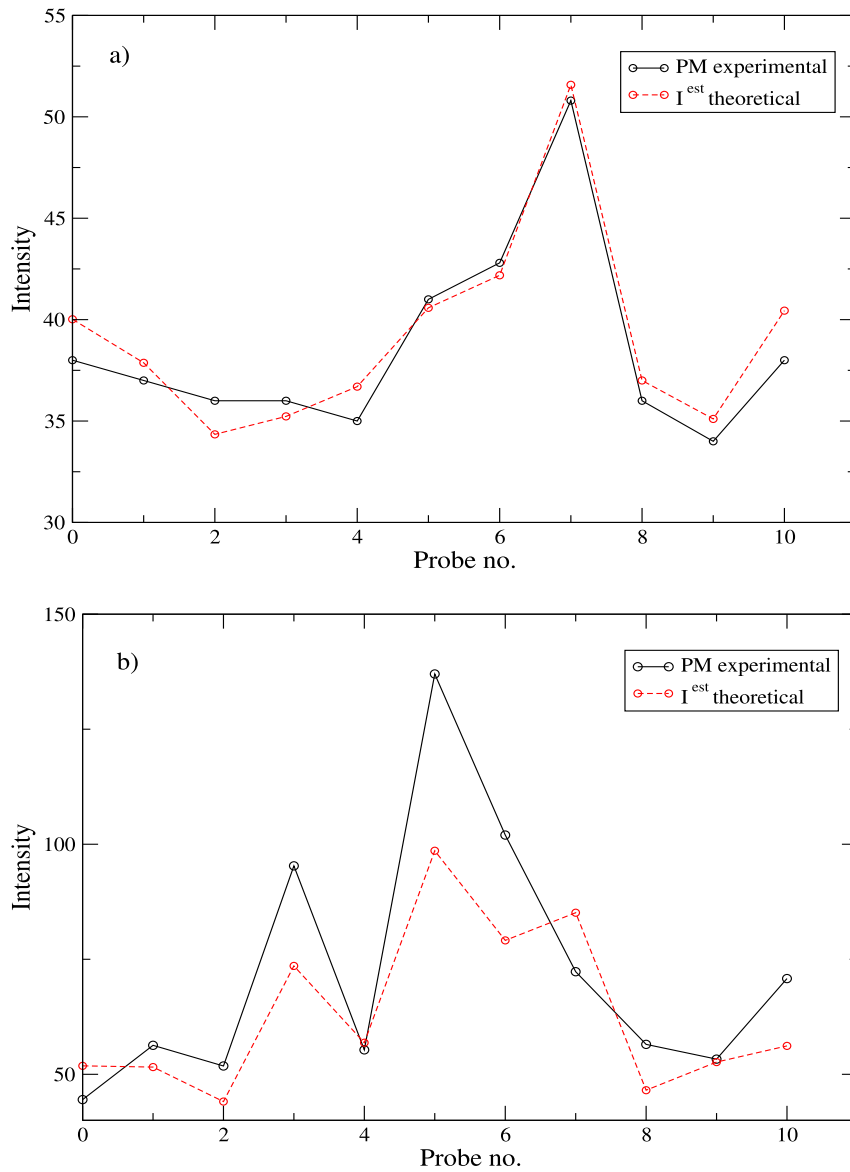 55
a)
PM experimental
I^est theoretical
50
45
40
35
30
Intensity
0 2 4 6 8 10
Probe no.
150
b)
PM experimental
I^est theoretical
100
50
Intensity
0 2 4 6 8 10
Probe no.